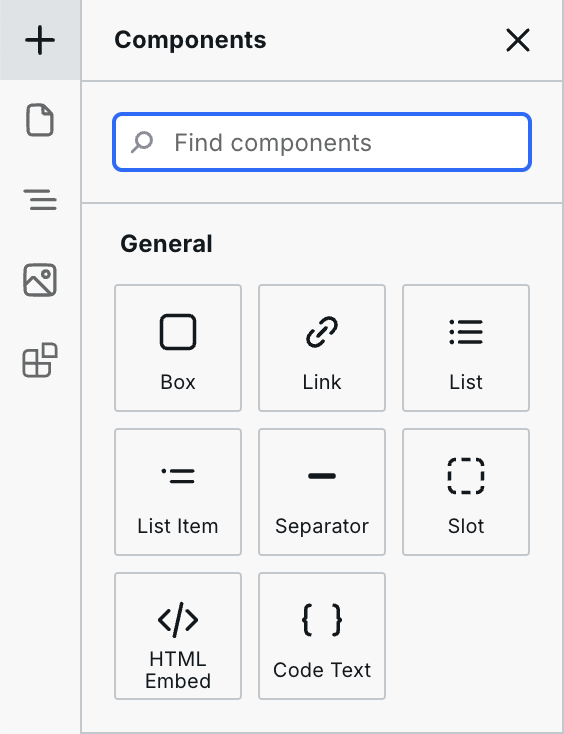 Components
Find components
General
Box
Link
List
List Item
Separator
Slot
HTML
Embed
Code Text